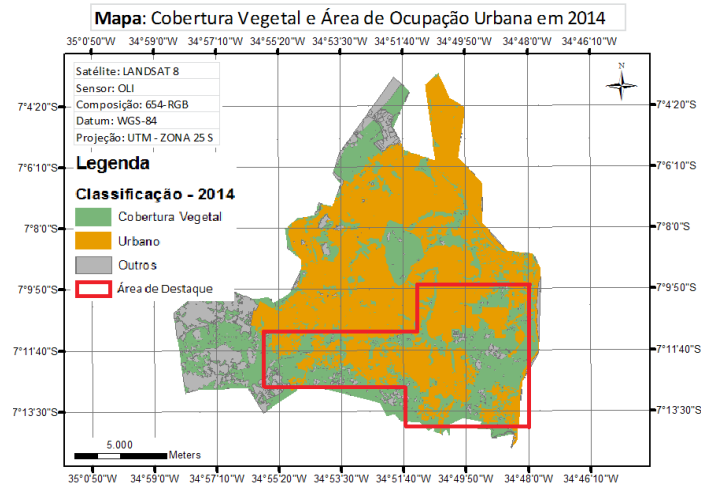 Mapa: Cobertura Vegetal e Área de Ocupação Urbana em 2014
35°0'50"W 34°59'0"W 34°57'10"W 34°55'20"W 34°53'30"W 34°51'40"W 34°49'50"W 34°48'0"W 34°46'10"W
Satélite: LANDSAT 8
Sensor: OLI
Composição: 654-RGB
Datum: WGS-84
Projeção: UTM - ZONA 25 S
N
7°4'20"S 7°4'20"S
7°6'10"S 7°6'10"S
Legenda
Classificação - 2014
Cobertura Vegetal
7°8'0"S 7°8'0"S
Urbano
Outros
Área de Destaque
7°9'50"S 7°9'50"S
7°11'40"S 7°11'40"S
7°13'30"S 7°13'30"S
5.000
Meters
35°0'50"W 34°59'0"W 34°57'10"W 34°55'20"W 34°53'30"W 34°51'40"W 34°49'50"W 34°48'0"W 34°46'10"W